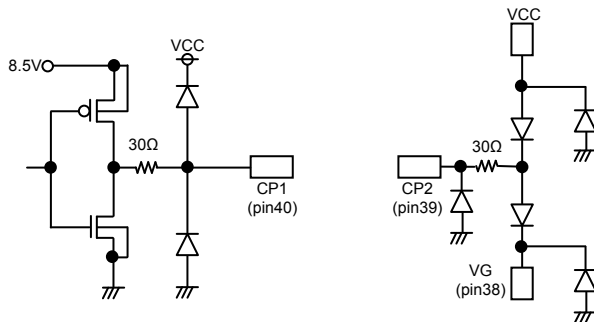 8.5V
VCC
30Ω
CP1
(pin40)
VCC
30Ω
CP2
(pin39)
VG
(pin38)